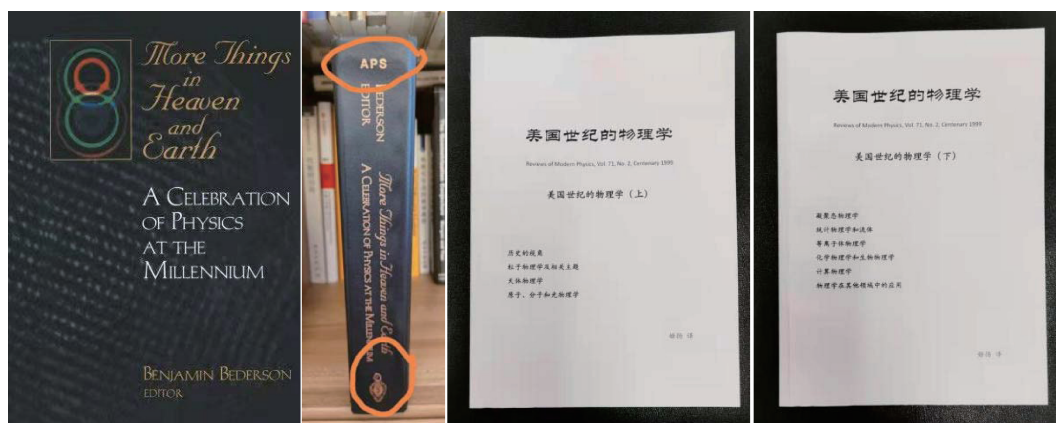 More Things
in
Heaven
and
Earth
A CELEBRATION
OF PHYSICS
AT THE
MILLENNIUM
BENJAMIN BEDERSON
EDITOR
APS
BEDERSON
EDITOR
More Things in Heaven and Earth
A CELEBRATION OF PHYSICS AT THE MILLENNIUM
美国世纪的物理学
Reviews of Modern Physics, Vol. 71, No. 2, Centenary 1999
美国世纪的物理学（上）
历史的视角
粒子物理学及相关主题
天体物理学
原子、分子和光物理学
译
美国世纪的物理学
Reviews of Modern Physics, Vol. 71, No. 2, Centenary 1999
美国世纪的物理学（下）
凝聚态物理学
统计物理学和流体
等离子体物理学
化学物理学和生物物理学
计算物理学
物理学在其他领域中的应用
译